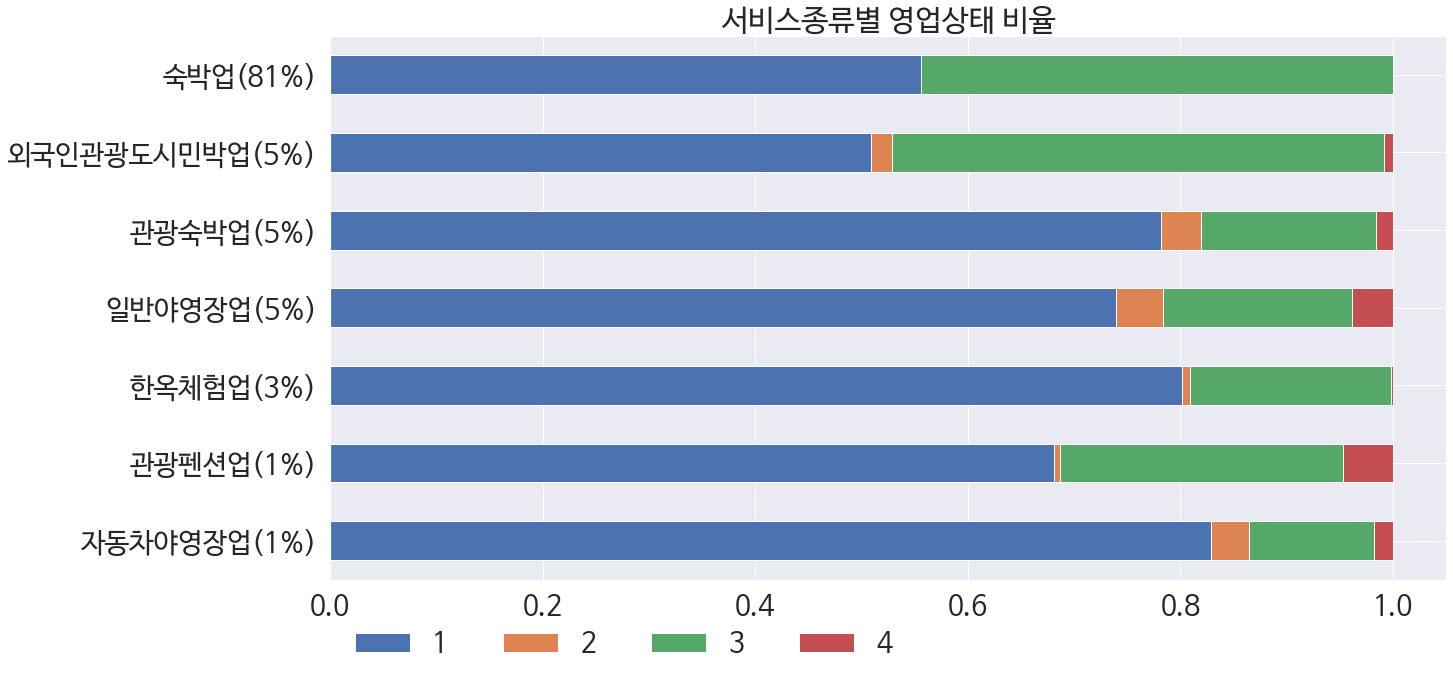 서비스종류별 영업상태 비율
숙박업(81%)
외국인관광도시민박업(5%)
관광숙박업(5%)
일반야영장업(5%)
한옥체험업(3%)
관광펜션업(1%)
자동차야영장업(1%)
0.0 0.2 0.4 0.6 0.8 1.0
1 2 3 4